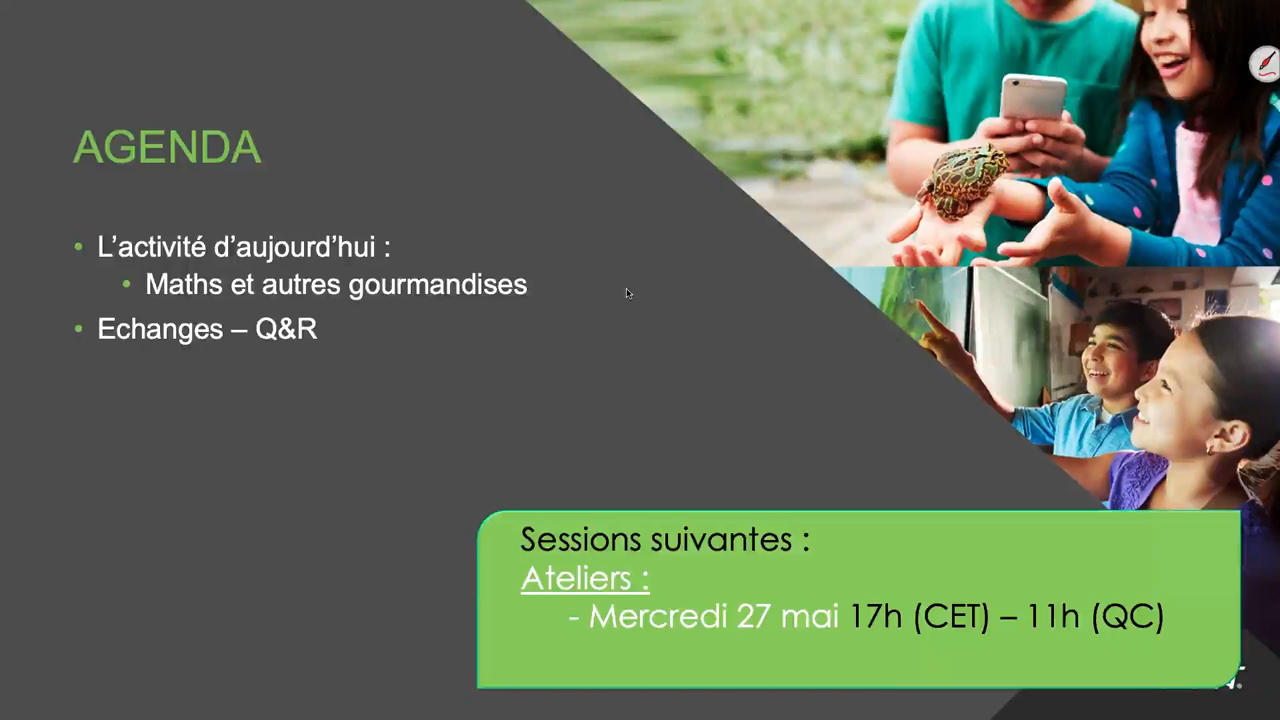 AGENDA
• L’activité d’aujourd’hui :
• Maths et autres gourmandises
• Echanges – Q&R
Sessions suivantes :
Ateliers :
- Mercredi 27 mai 17h (CET) – 11h (QC)